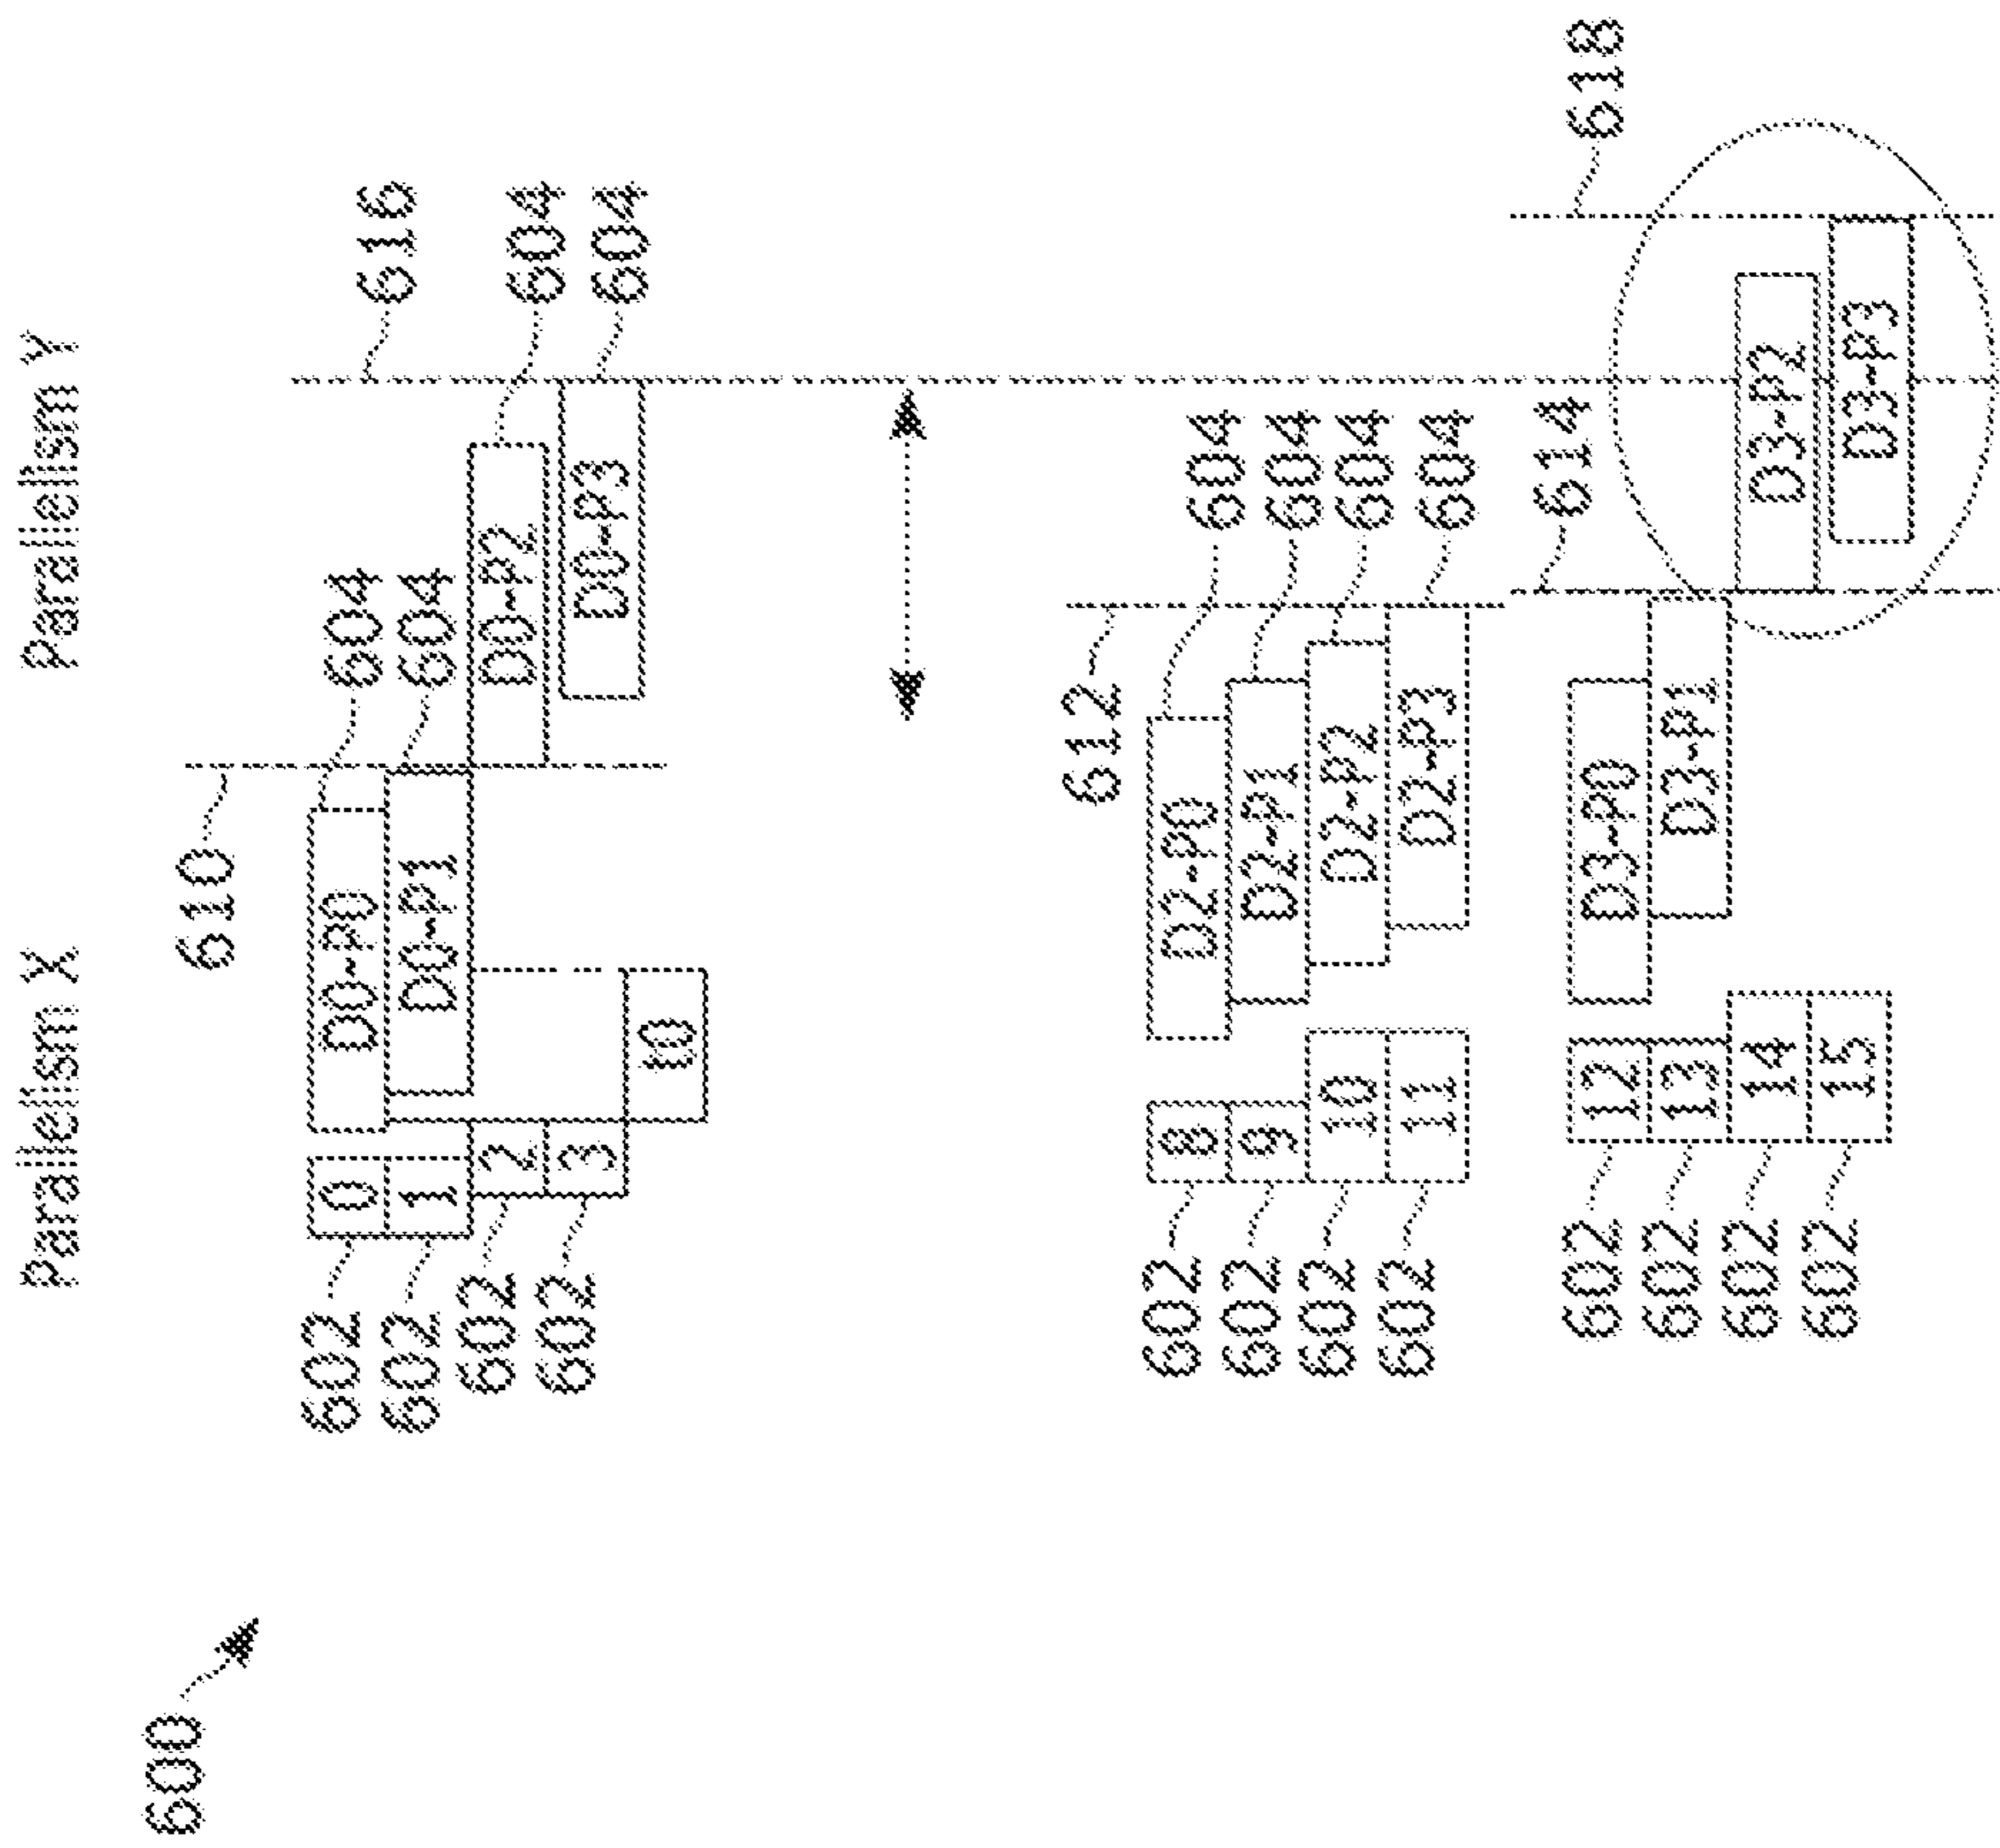 Parallelism X
Parallelism Y
600
610
616
602 0 D0-P0 604
602 1 D0-P1 604
602 2 D0-P2 604
602 3 D0-P3 604
10
612
602 8 D2-P0 604
602 9 D2-P1 604
602 10 D2-P2 604
602 11 D2-P3 604
614
618
602 12 D3-P0
602 13 D3-P1
602 14 D3-P2
602 15 D3-P3